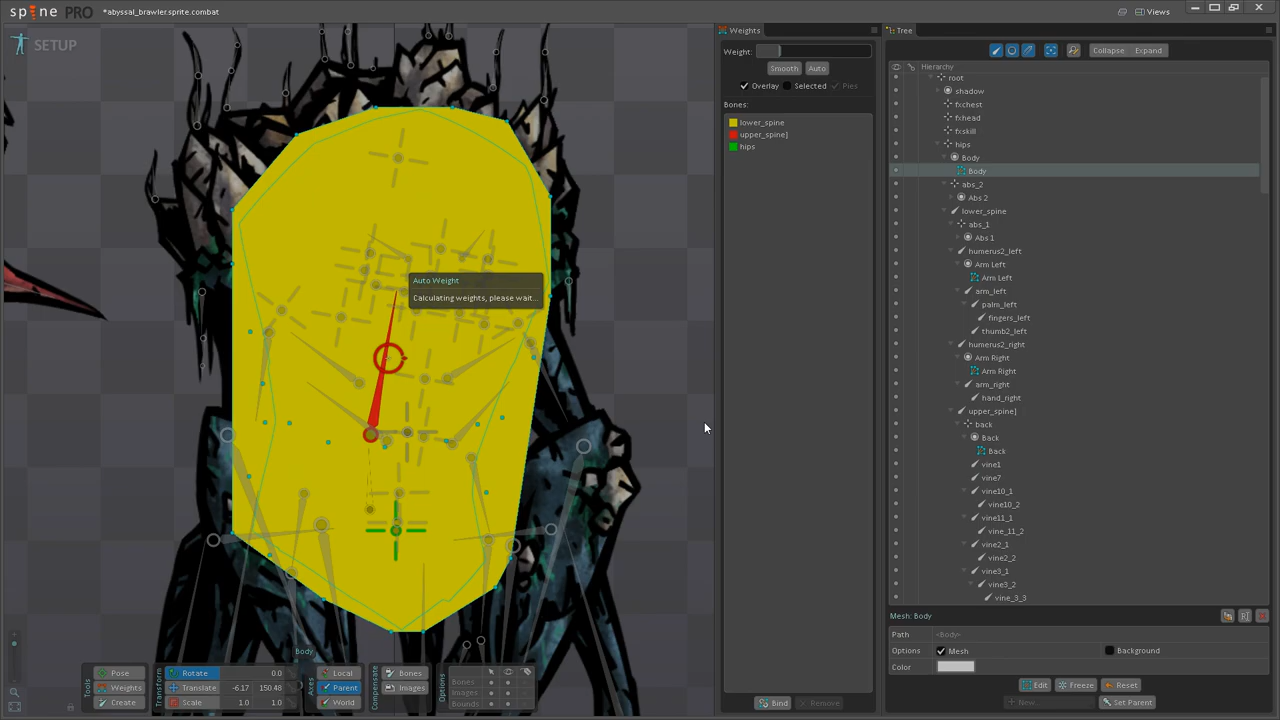 spine PRO
*abyssal_brawler.sprite.combat
Views
SETUP
Weights
Weight:
Smooth
Auto
Overlay
Selected
Pies
Bones:
lower_spine
upper_spine]
hips
Bind
Remove
Tree
Collapse
Expand
Hierarchy
root
shadow
fxchest
fxhead
fxskill
hips
Body
Body
abs_2
Abs 2
lower_spine
abs_1
Abs 1
humerus2_left
Arm Left
Arm Left
arm_left
palm_left
fingers_left
thumb2_left
humerus2_right
Arm Right
Arm Right
arm_right
hand_right
upper_spine]
back
Back
Back
vine1
vine7
vine10_1
vine10_2
vine11_1
vine_11_2
vine2_1
vine2_2
vine3_1
vine3_2
vine_3_3
Mesh: Body
Path
<Body>
Options
Mesh
Background
Color
Edit
Freeze
Reset
New...
Set Parent
Auto Weight
Calculating weights, please wait...
Body
Tools
Pose
Weights
Create
Transform
Rotate 0.0
Translate -6.17 150.48
Scale 1.0 1.0
Axes
Local
Parent
World
Compensate
Bones
Images
Options
Bones
Images
Bounds